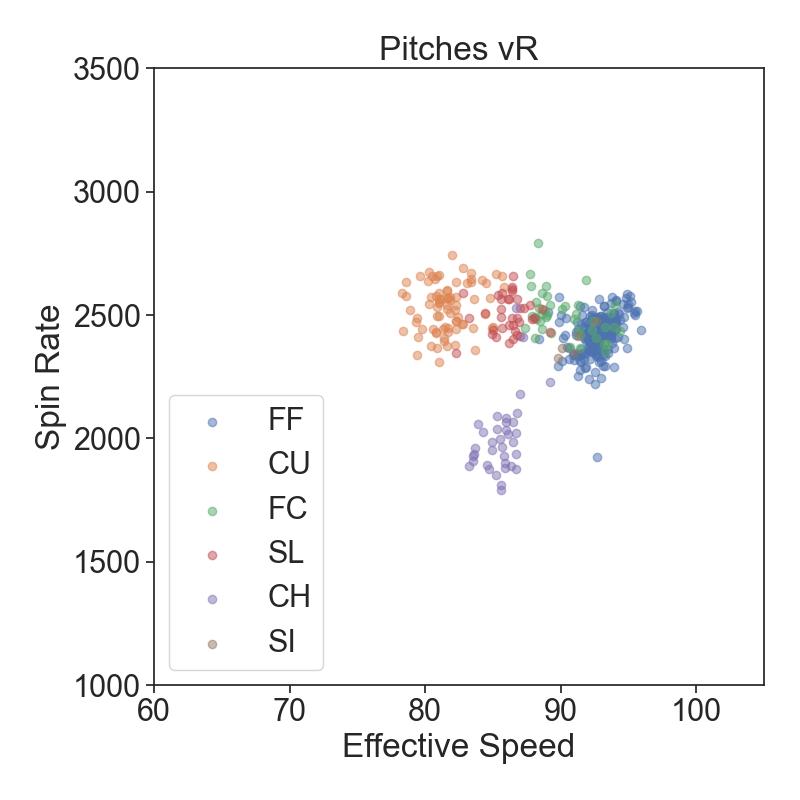 Pitches vR
3500
3000
2500
2000
1500
1000
Spin Rate
FF
CU
FC
SL
CH
SI
60 70 80 90 100
Effective Speed